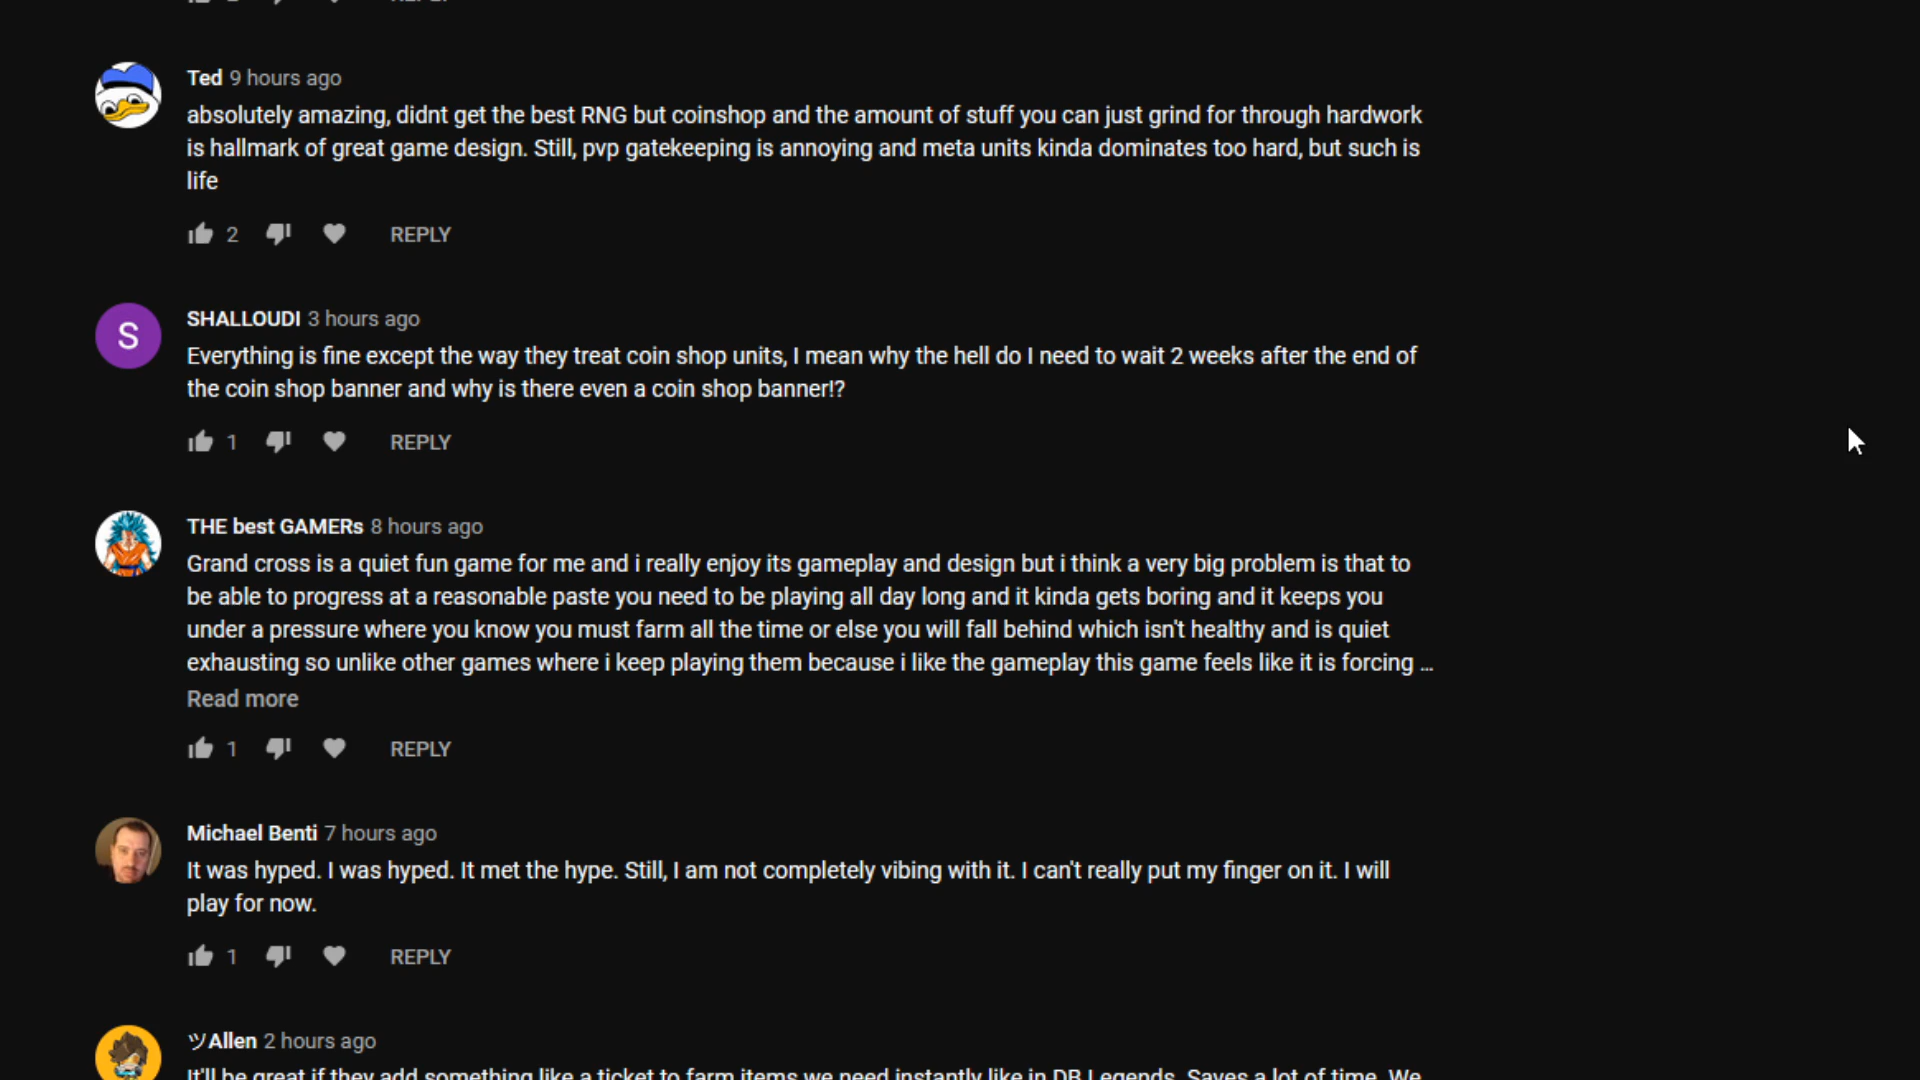 REPLY
Ted 9 hours ago
absolutely amazing, didnt get the best RNG but coinshop and the amount of stuff you can just grind for through hardwork
is hallmark of great game design. Still, pvp gatekeeping is annoying and meta units kinda dominates too hard, but such is
life
2 REPLY
S
SHALLOUDI 3 hours ago
Everything is fine except the way they treat coin shop units, I mean why the hell do I need to wait 2 weeks after the end of
the coin shop banner and why is there even a coin shop banner!?
1 REPLY
THE best GAMERs 8 hours ago
Grand cross is a quiet fun game for me and i really enjoy its gameplay and design but i think a very big problem is that to
be able to progress at a reasonable paste you need to be playing all day long and it kinda gets boring and it keeps you
under a pressure where you know you must farm all the time or else you will fall behind which isn't healthy and is quiet
exhausting so unlike other games where i keep playing them because i like the gameplay this game feels like it is forcing ...
Read more
1 REPLY
Michael Benti 7 hours ago
It was hyped. I was hyped. It met the hype. Still, I am not completely vibing with it. I can't really put my finger on it. I will
play for now.
1 REPLY
ツAllen 2 hours ago
It'll be great if they add something like a ticket to farm items we need instantly like in DB Legends. Saves a lot of time. We